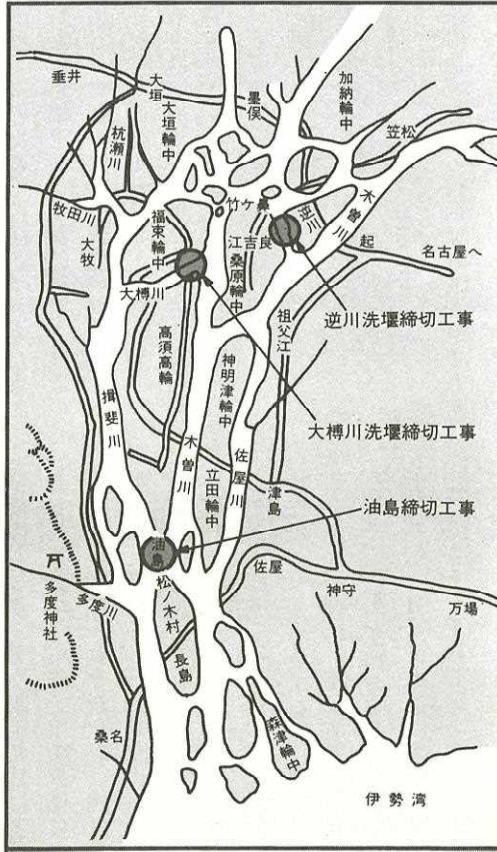 垂井
大垣
大垣輪中
墨俣
加納輪中
笠松
杭瀬川
牧田川
大牧
福束輪中
竹ケ鼻
逆川
木曽川
起
名古屋へ
江吉良
桑原輪中
大榑川
祖父江
逆川洗堰締切工事
高須高輪
神明津輪中
大榑川洗堰締切工事
揖斐川
木曽川
立田輪中
佐屋川
津島
油島締切工事
油島
佐屋
神守
万場
多度神社
多度川
松ノ木村
長島
桑名
森津輪中
伊勢湾